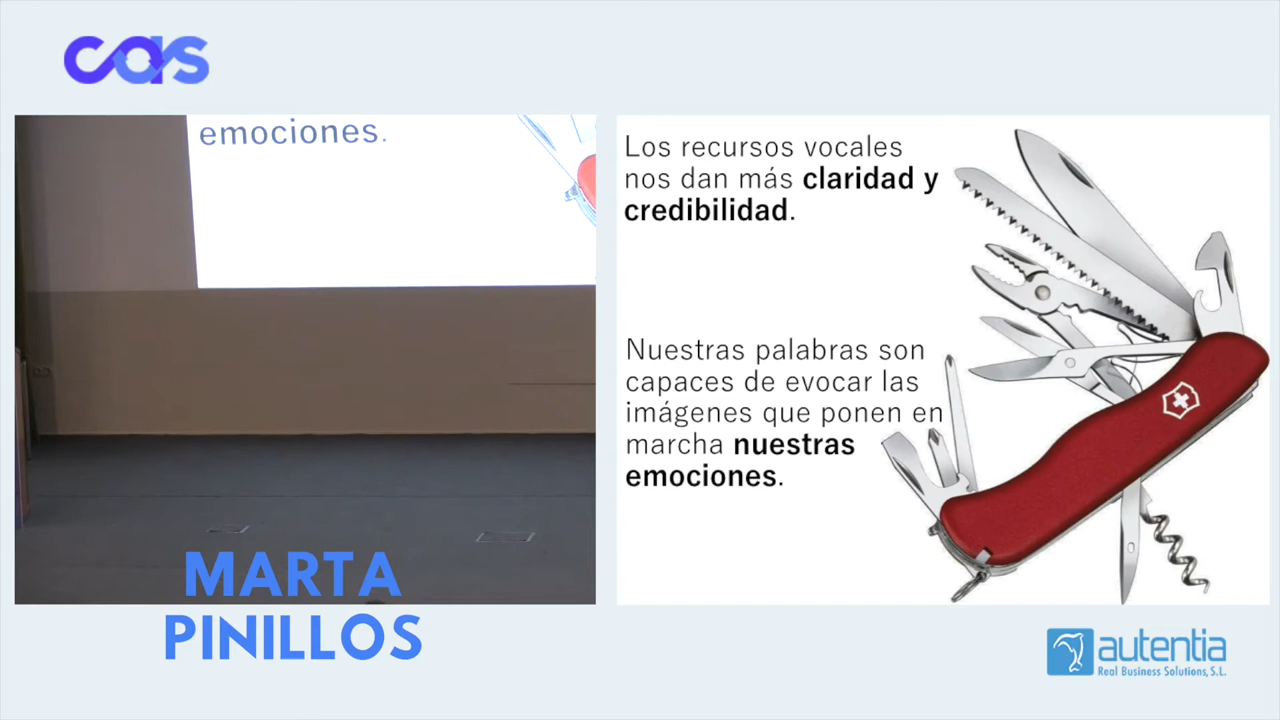 cas
emociones.
Los recursos vocales
nos dan más claridad y
credibilidad.
Nuestras palabras son
capaces de evocar las
imágenes que ponen en
marcha nuestras
emociones.
MARTA
PINILLOS
autentia
Real Business Solutions, S.L.